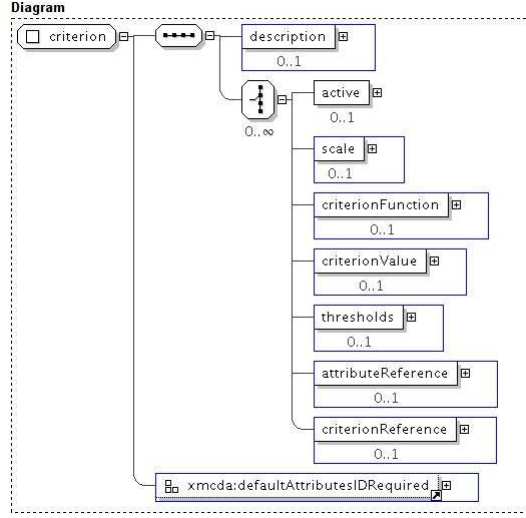 Diagram
criterion
description
0..1
0..∞
active
0..1
scale
0..1
criterionFunction
0..1
criterionValue
0..1
thresholds
0..1
attributeReference
0..1
criterionReference
0..1
xmcda:defaultAttributesIDRequired